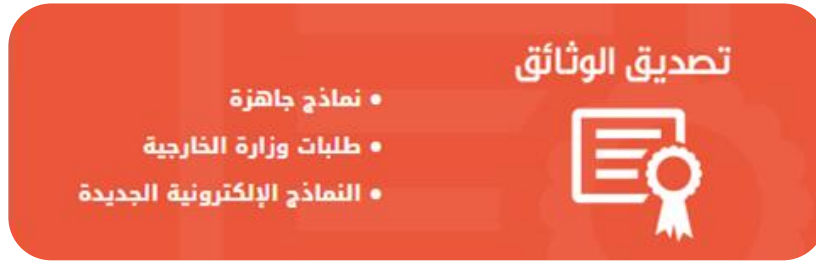 تصديق الوثائق
• نماذج جاهزة
• طلبات وزارة الخارجية
• النماذج الإلكترونية الجديدة